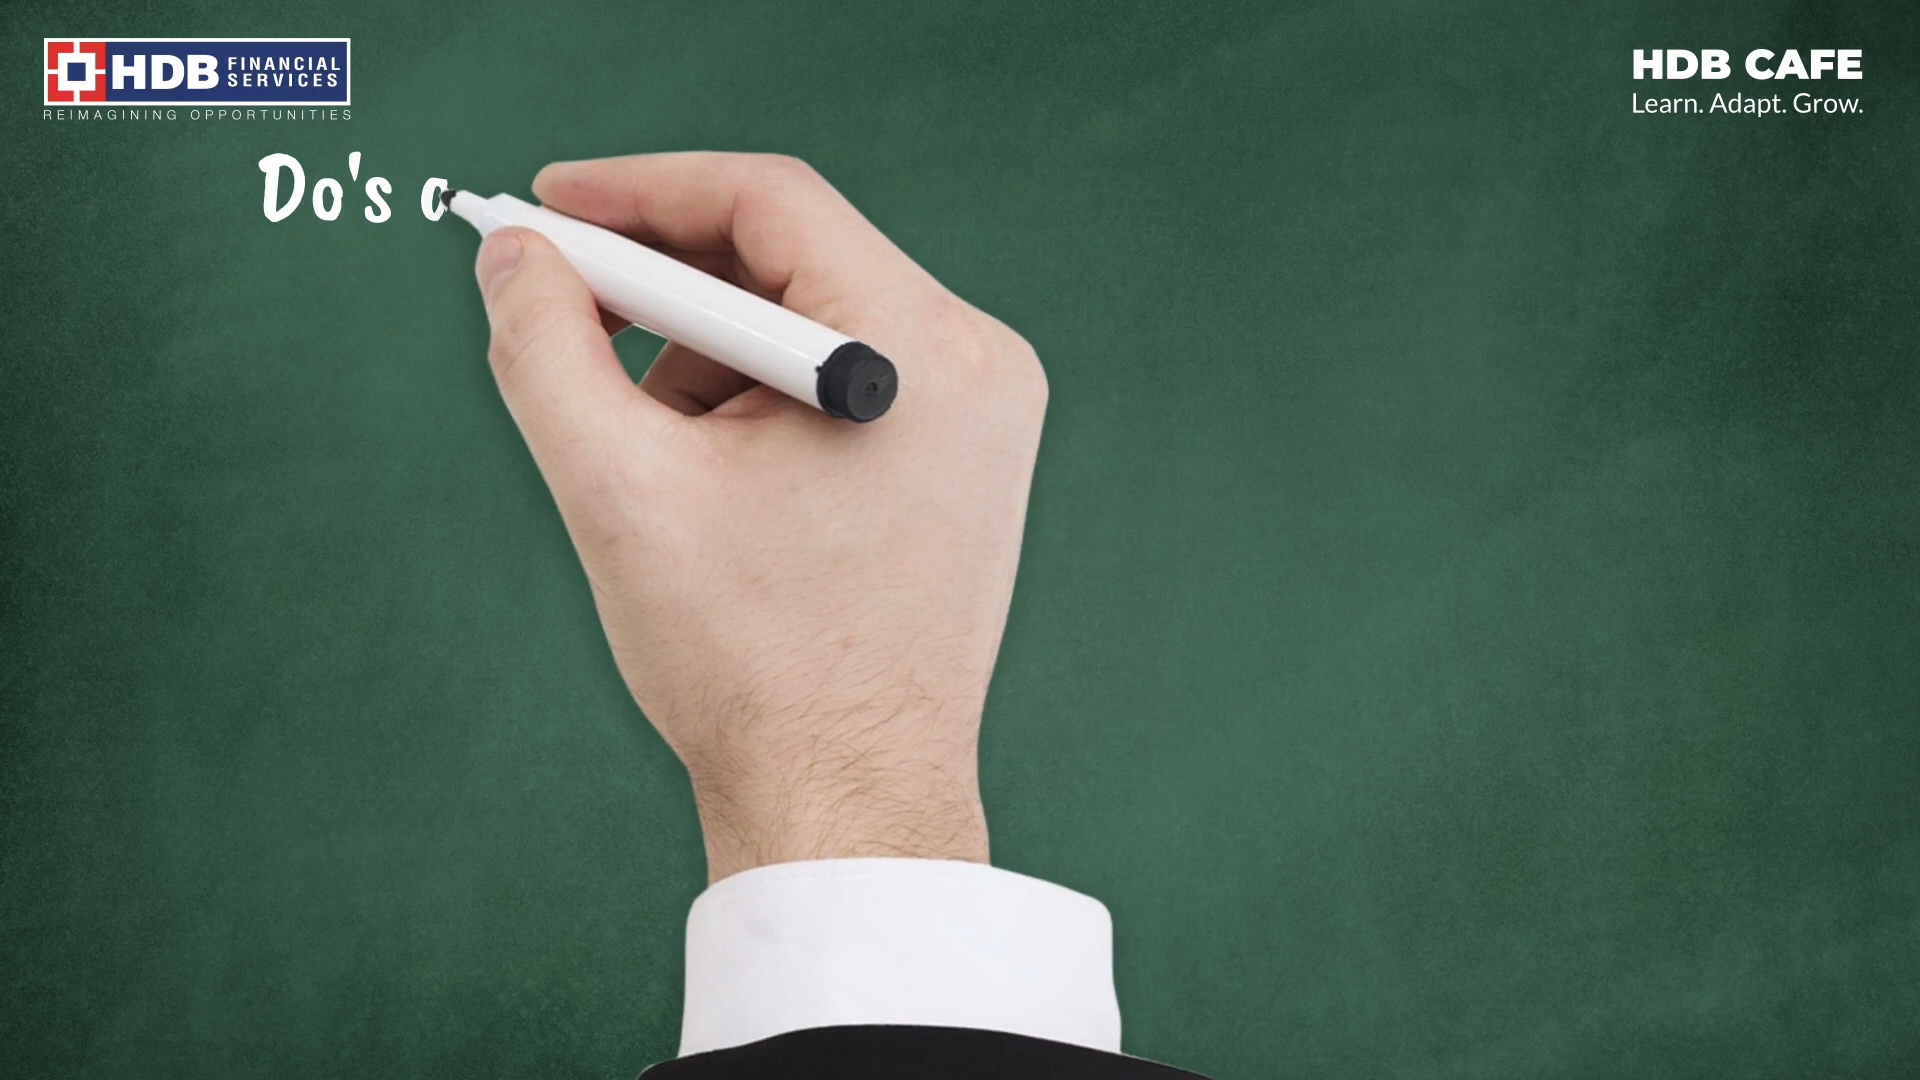 HDB FINANCIAL SERVICES
REIMAGINING OPPORTUNITIES
HDB CAFE
Learn. Adapt. Grow.
Do's a